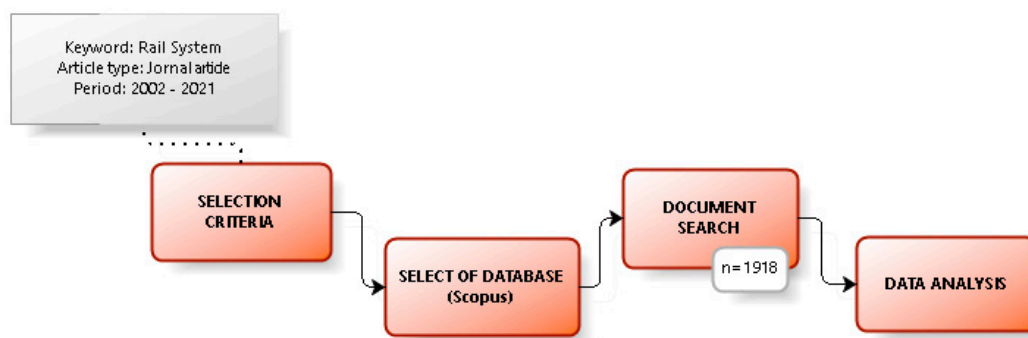 Keyword: Rail System
Article type: Jornal artide
Period: 2002 - 2021
SELECTION
CRITERIA
SELECT OF DATABASE
(Scopus)
DOCUMENT
SEARCH
n=1918
DATA ANALYSIS